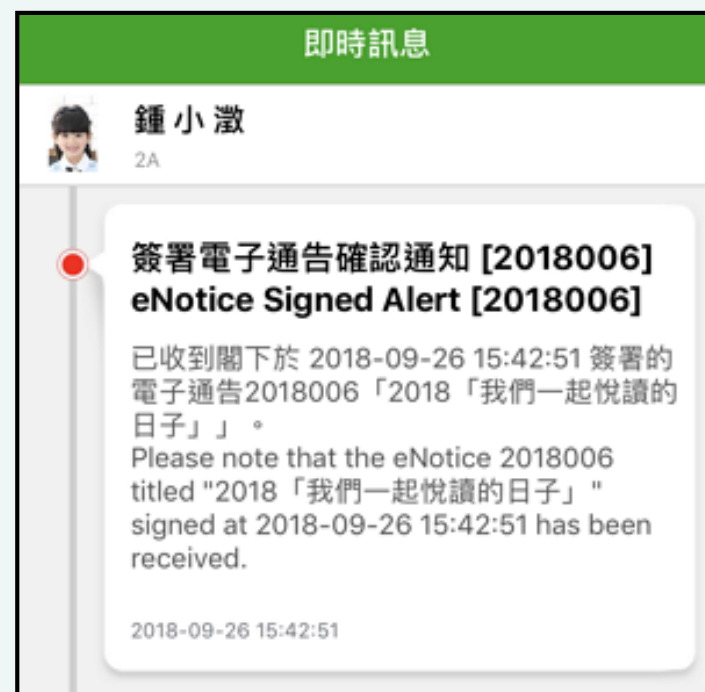 即時訊息
鍾小澂
2A
簽署電子通告確認通知 [2018006]
eNotice Signed Alert [2018006]
已收到閣下於 2018-09-26 15:42:51 簽署的
電子通告2018006「2018「我們一起悅讀的
日子」」。
Please note that the eNotice 2018006
titled "2018「我們一起悅讀的日子」"
signed at 2018-09-26 15:42:51 has been
received.
2018-09-26 15:42:51